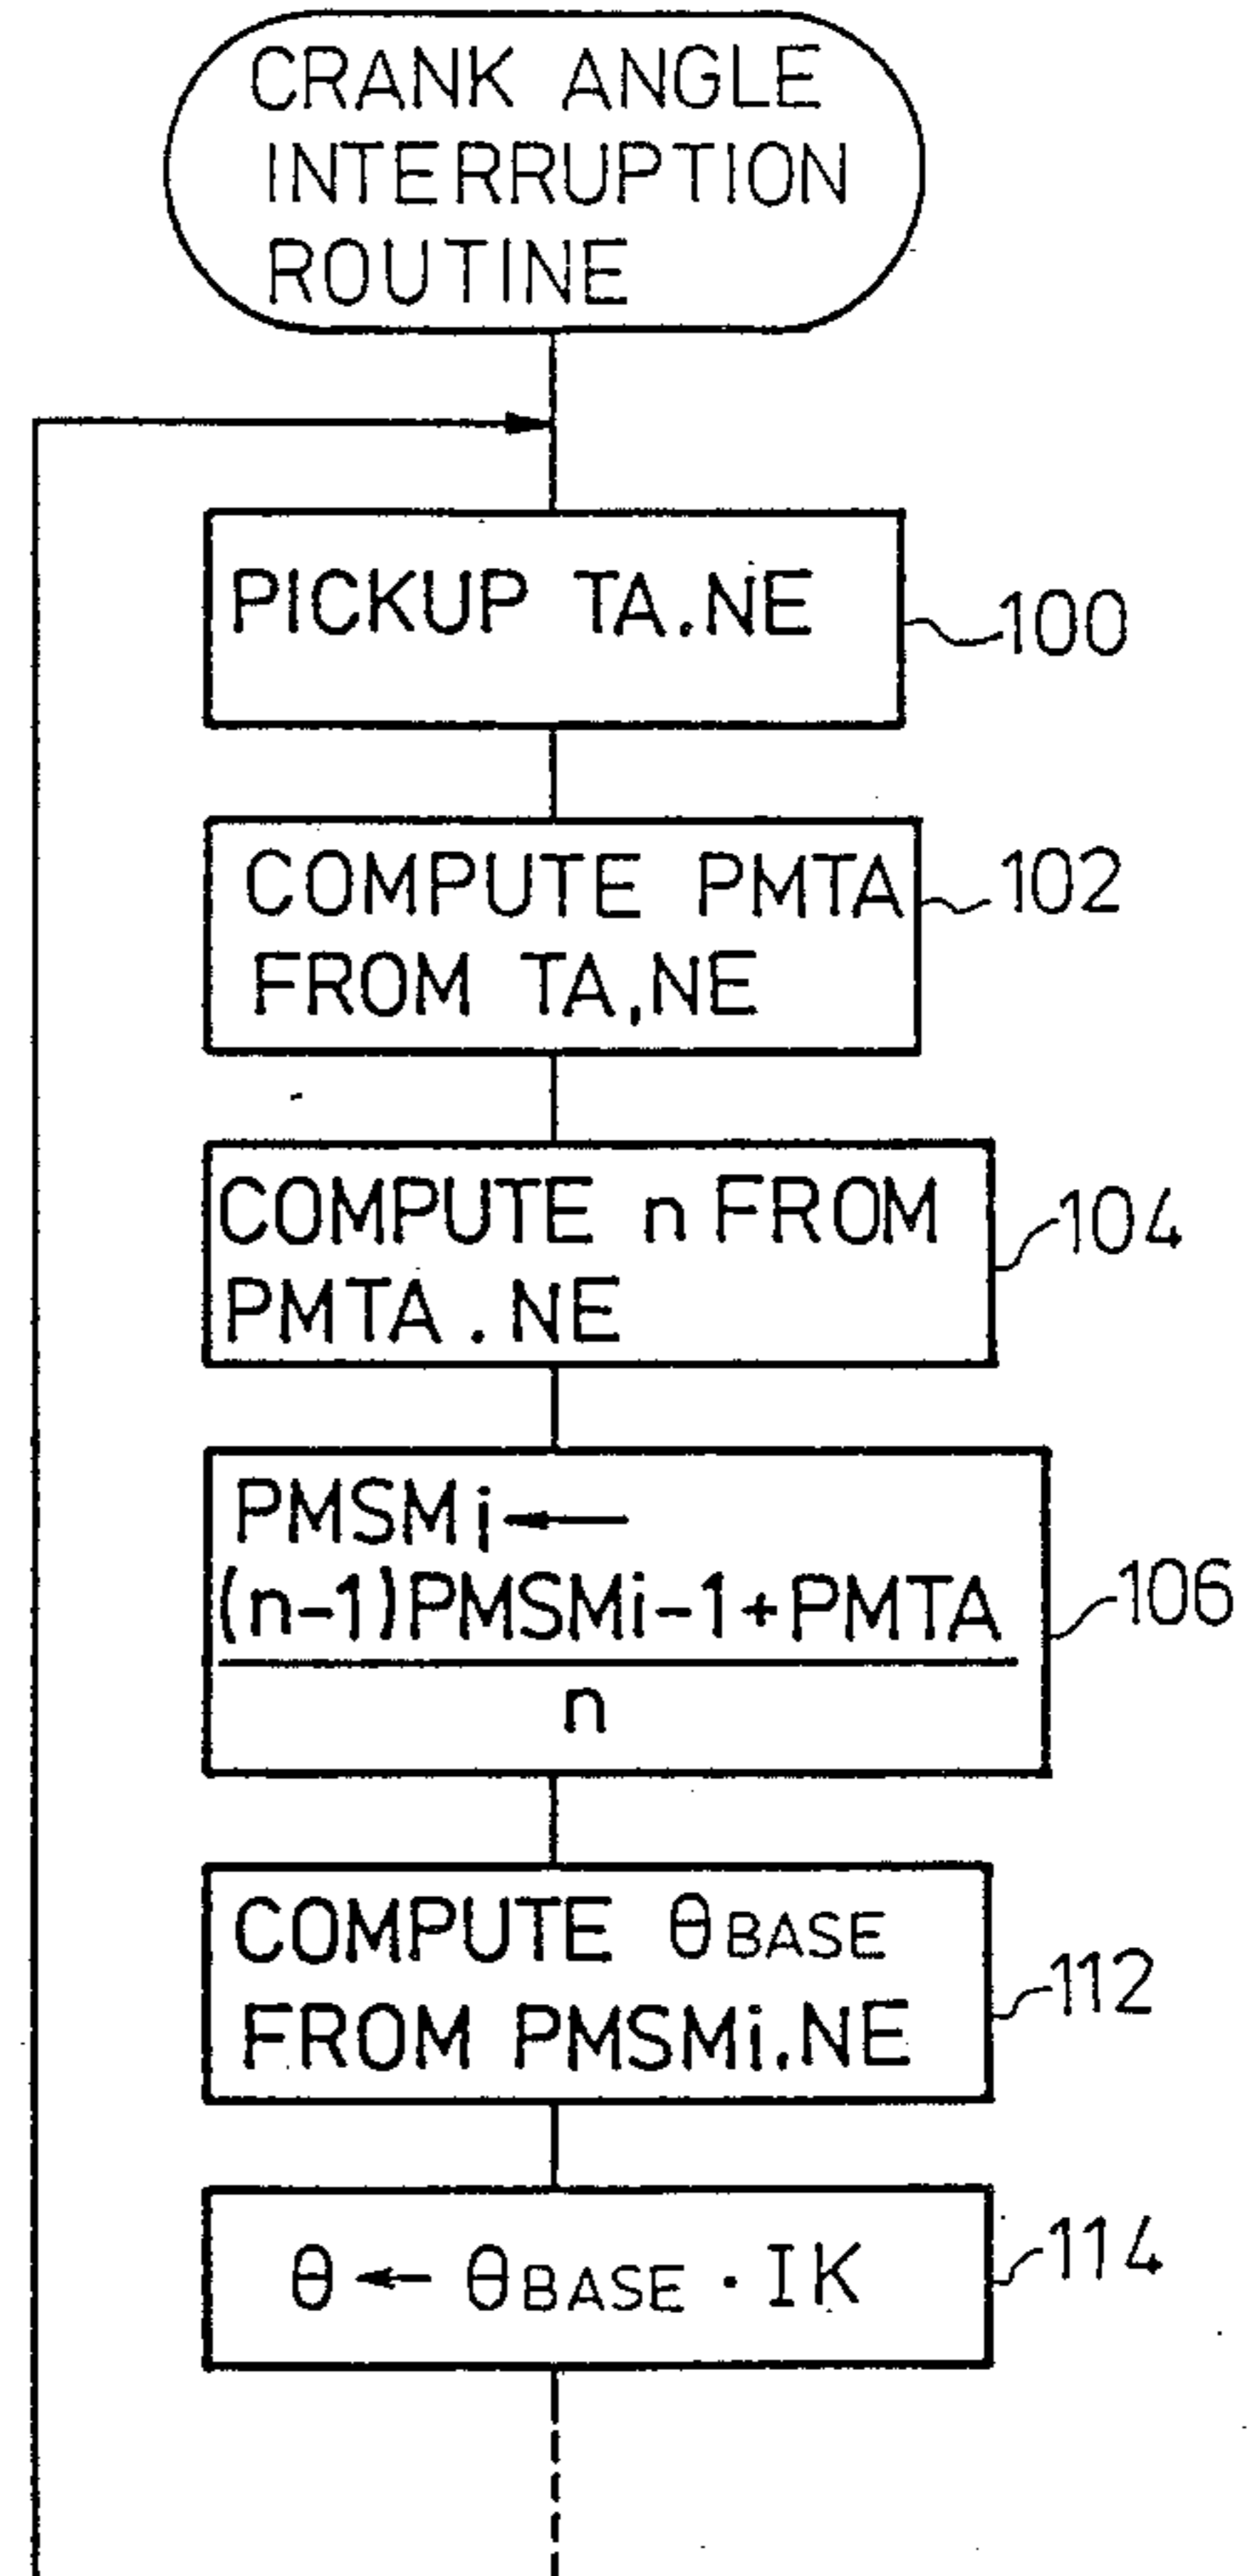 CRANK ANGLE
INTERRUPTION
ROUTINE
PICKUP TA.NE
100
COMPUTE PMTA
FROM TA,NE
102
COMPUTE n FROM
PMTA . NE
104
PMSMi ←
(n-1)PMSMi-1+PMTA
n
106
COMPUTE θBASE
FROM PMSMi.NE
112
θ ← θBASE · IK
114